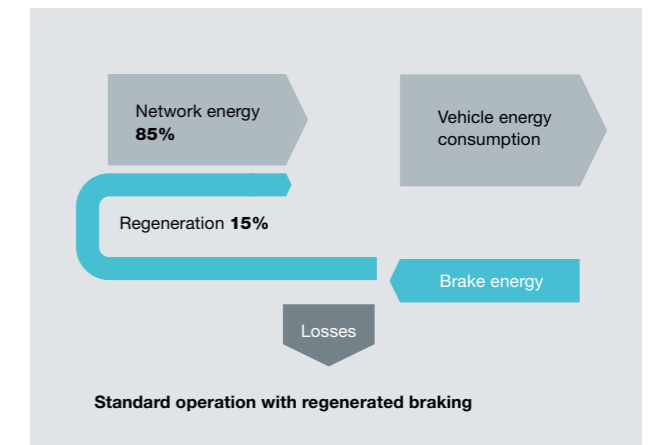 Network energy
85%
Vehicle energy
consumption
Regeneration 15%
Brake energy
Losses
Standard operation with regenerated braking